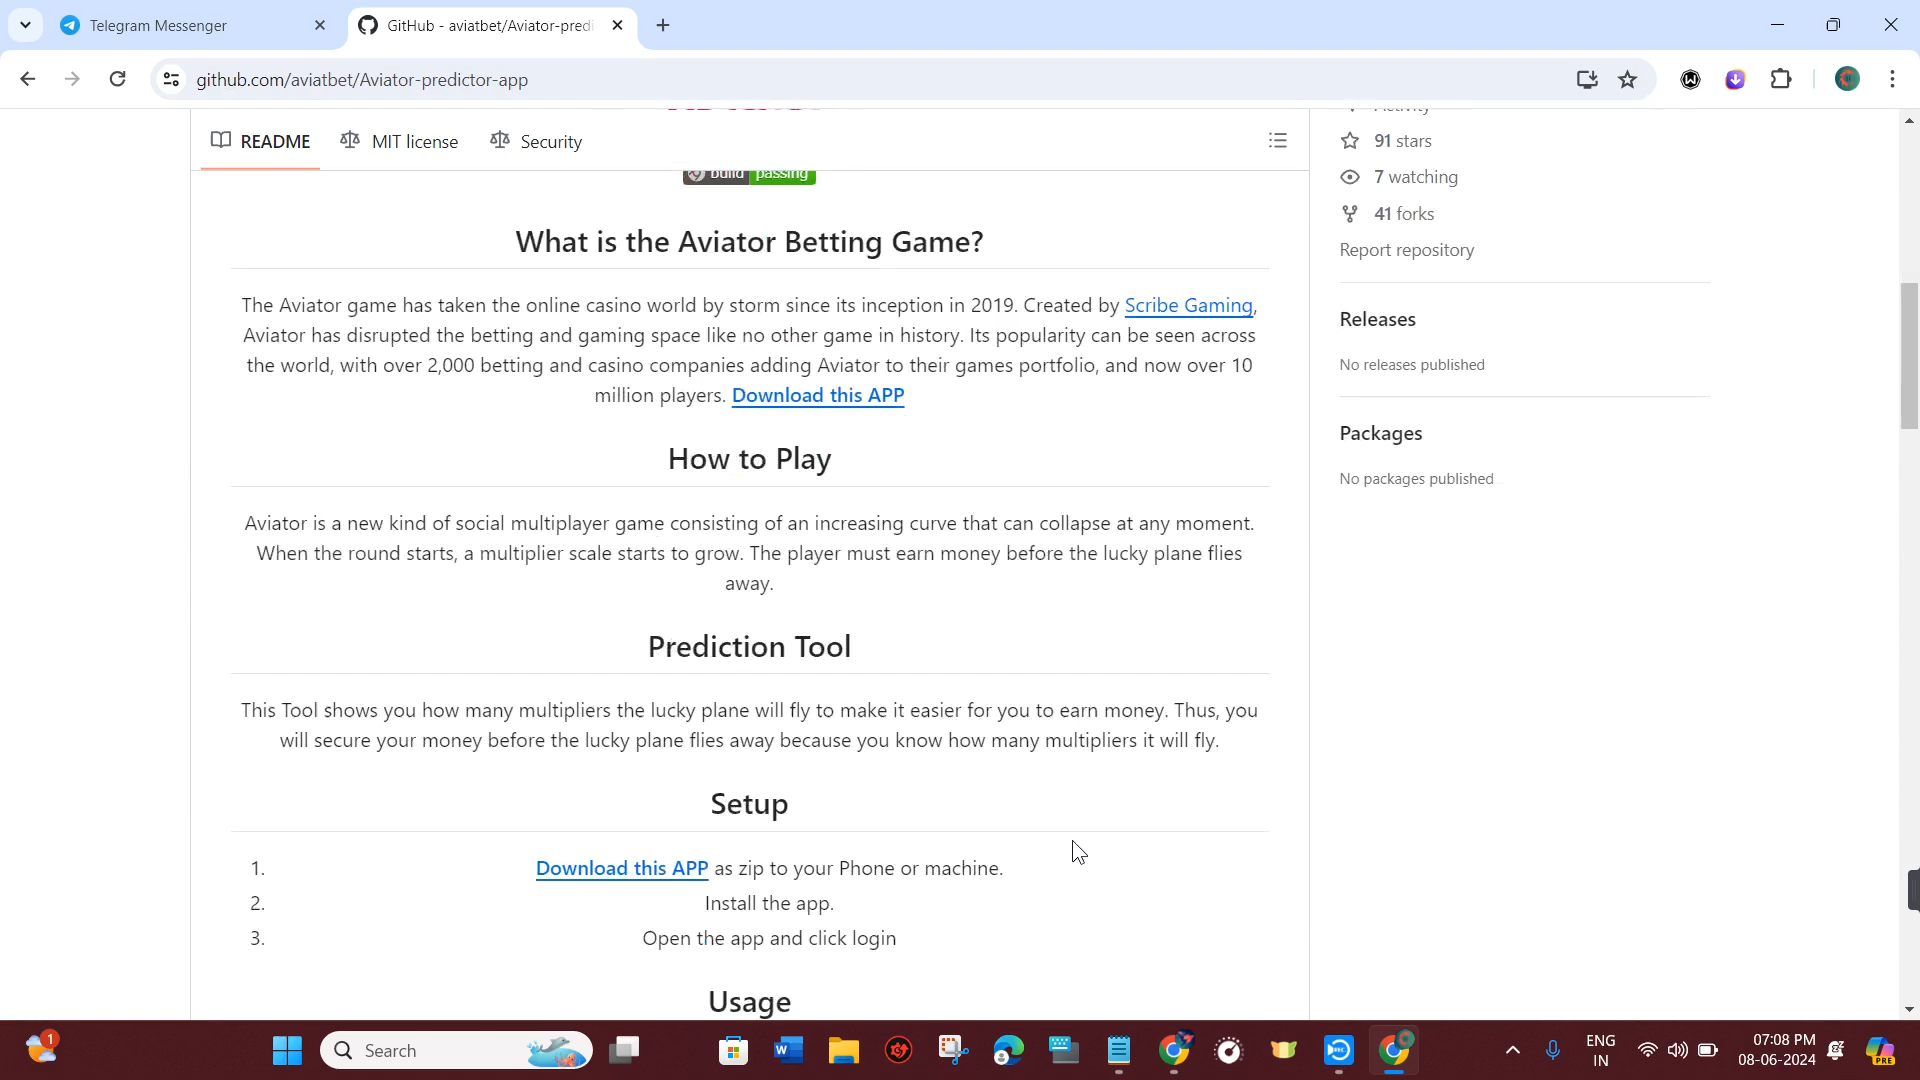 Telegram Messenger
GitHub - aviatbet/Aviator-predi
github.com/aviatbet/Aviator-predictor-app
README
MIT license
Security
build passing
What is the Aviator Betting Game?
The Aviator game has taken the online casino world by storm since its inception in 2019. Created by Scribe Gaming,
Aviator has disrupted the betting and gaming space like no other game in history. Its popularity can be seen across
the world, with over 2,000 betting and casino companies adding Aviator to their games portfolio, and now over 10
million players. Download this APP
How to Play
Aviator is a new kind of social multiplayer game consisting of an increasing curve that can collapse at any moment.
When the round starts, a multiplier scale starts to grow. The player must earn money before the lucky plane flies
away.
Prediction Tool
This Tool shows you how many multipliers the lucky plane will fly to make it easier for you to earn money. Thus, you
will secure your money before the lucky plane flies away because you know how many multipliers it will fly.
Setup
1. Download this APP as zip to your Phone or machine.
2. Install the app.
3. Open the app and click login
Usage
Activity
91 stars
7 watching
41 forks
Report repository
Releases
No releases published
Packages
No packages published
1
Search
ENG
IN
07:08 PM
08-06-2024
PRE